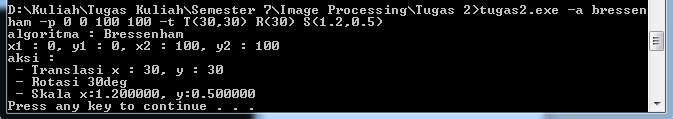 D:\Kuliah\Tugas Kuliah\Semester 7\Image Processing\Tugas 2>tugas2.exe -a bressen
ham -p 0 0 100 100 -t T(30,30) R(30) S(1.2,0.5)
algoritma : Bressenham
x1 : 0, y1 : 0, x2 : 100, y2 : 100
aksi :
- Translasi x : 30, y : 30
- Rotasi 30deg
- Skala x:1.200000, y:0.500000
Press any key to continue . . .